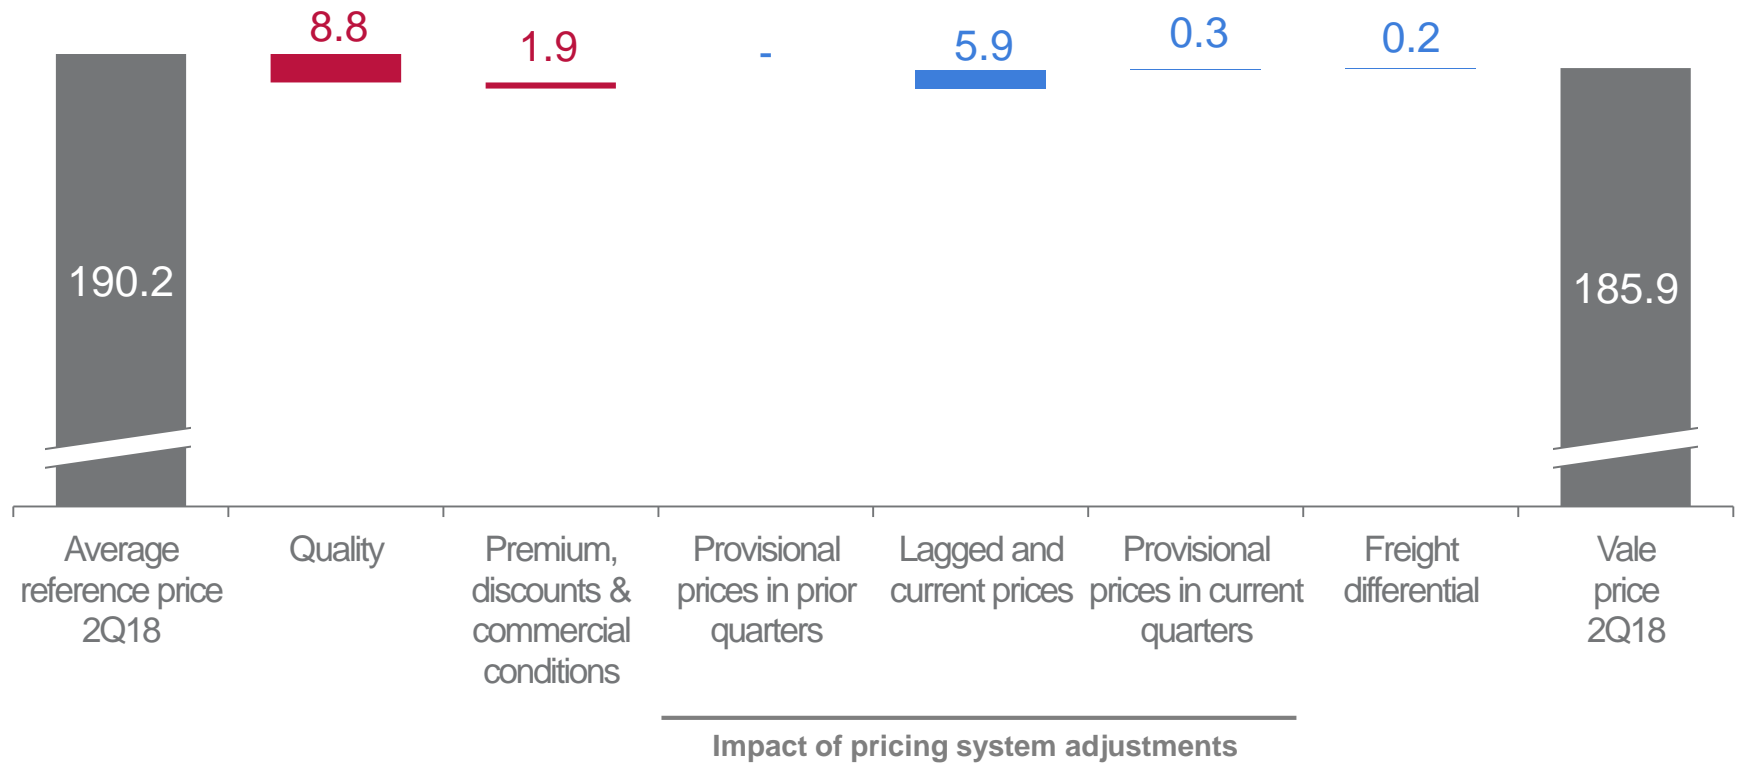 8.8
1.9
-
5.9
0.3
0.2
190.2
185.9
Average
reference price
2Q18
Quality
Premium,
discounts &
commercial
conditions
Provisional
prices in prior
quarters
Lagged and
current prices
Provisional
prices in current
quarters
Freight
differential
Vale
price
2Q18
Impact of pricing system adjustments